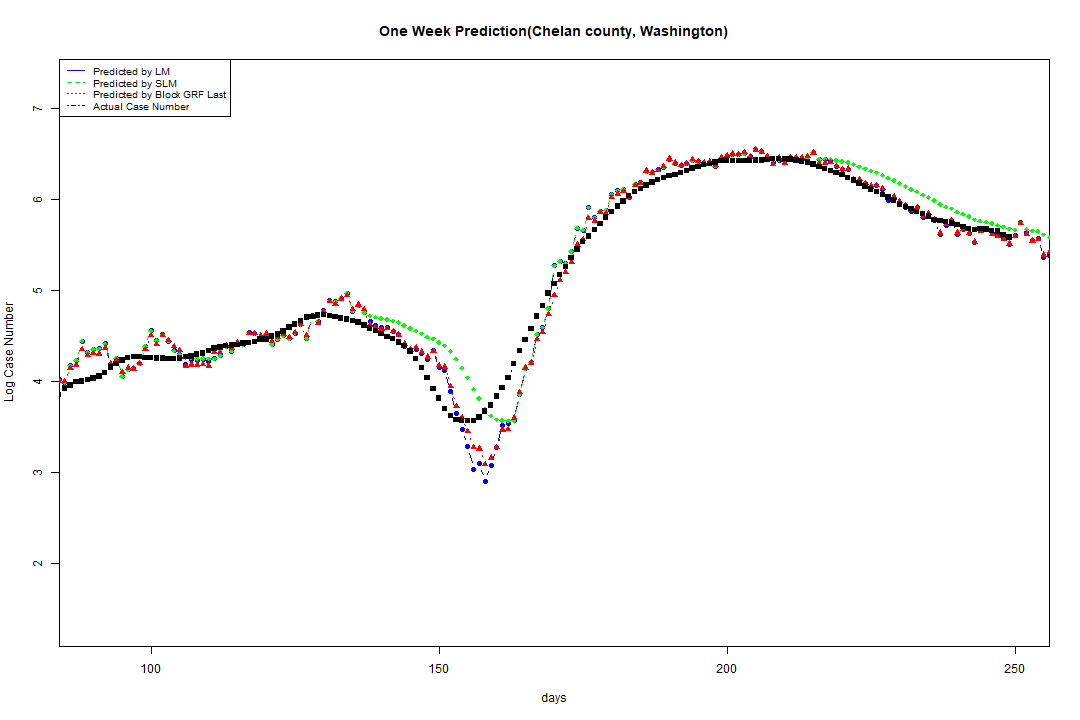 One Week Prediction(Chelan county, Washington)
Predicted by LM
Predicted by SLM
Predicted by Block GRF Last
Actual Case Number
7
6
5
4
3
2
Log Case Number
100 150 200 250
days